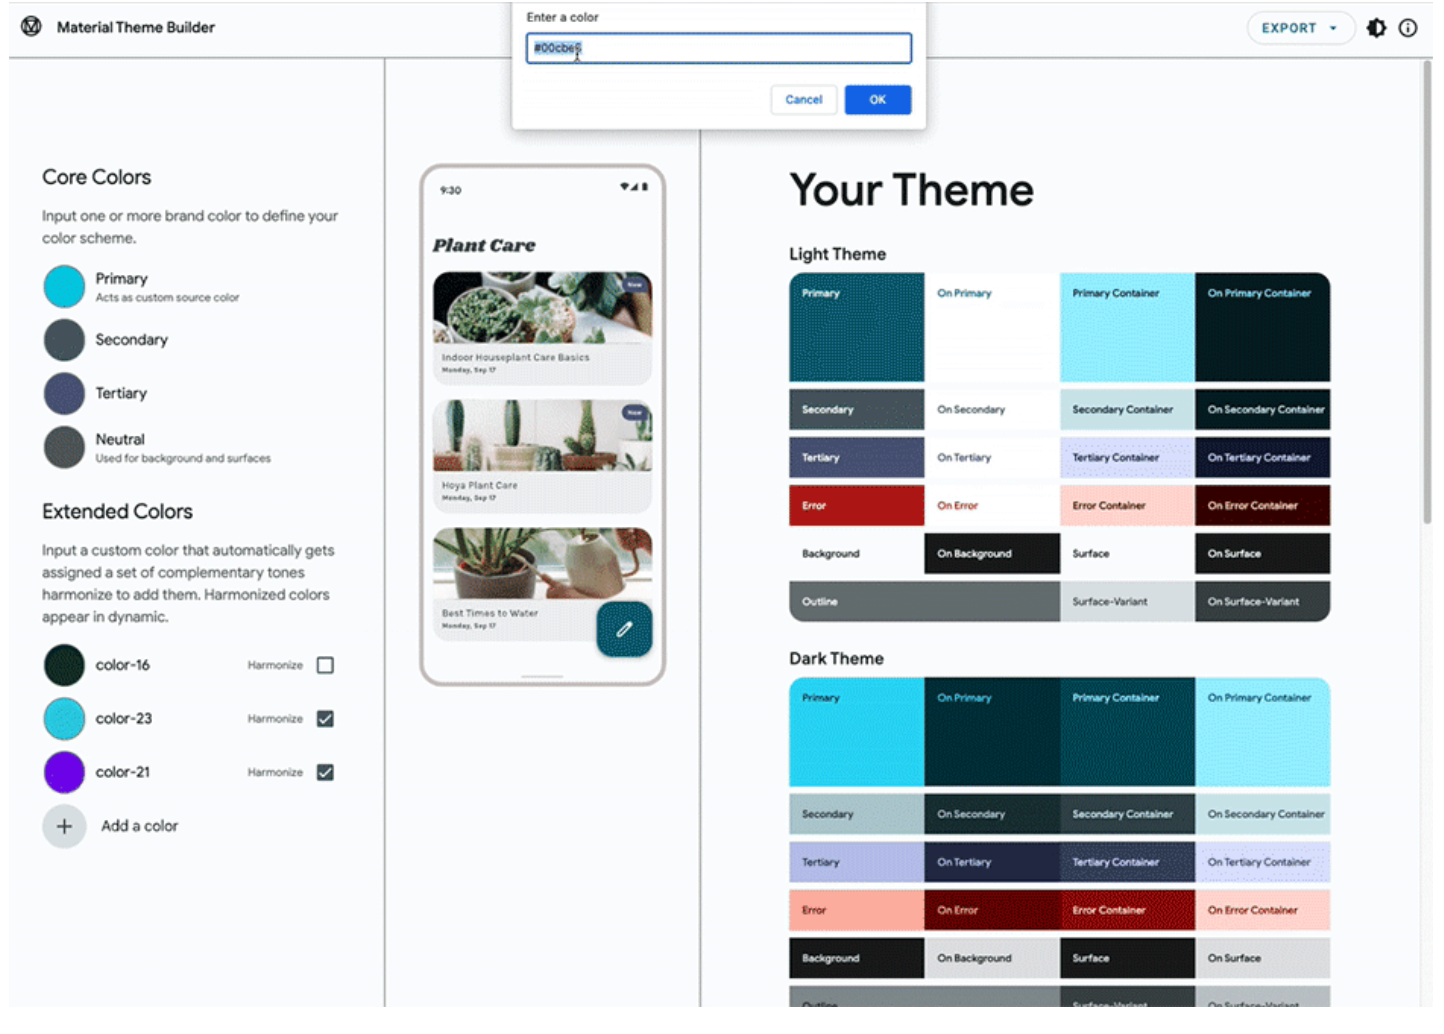 Material Theme Builder
Enter a color
#00cbe6
Cancel
OK
EXPORT
Core Colors
Input one or more brand color to define your
color scheme.
Primary
Acts as custom source color
Secondary
Tertiary
Neutral
Used for background and surfaces
Extended Colors
Input a custom color that automatically gets
assigned a set of complementary tones
harmonize to add them. Harmonized colors
appear in dynamic.
color-16 Harmonize
color-23 Harmonize
color-21 Harmonize
Add a color
9:30
Plant Care
New
Indoor Houseplant Care Basics
Monday, Sep 17
New
Hoya Plant Care
Monday, Sep 17
Best Times to Water
Monday, Sep 17
Your Theme
Light Theme
Primary On Primary Primary Container On Primary Container
Secondary On Secondary Secondary Container On Secondary Container
Tertiary On Tertiary Tertiary Container On Tertiary Container
Error On Error Error Container On Error Container
Background On Background Surface On Surface
Outline Surface-Variant On Surface-Variant
Dark Theme
Primary On Primary Primary Container On Primary Container
Secondary On Secondary Secondary Container On Secondary Container
Tertiary On Tertiary Tertiary Container On Tertiary Container
Error On Error Error Container On Error Container
Background On Background Surface On Surface
Outline Surface-Variant On Surface-Variant